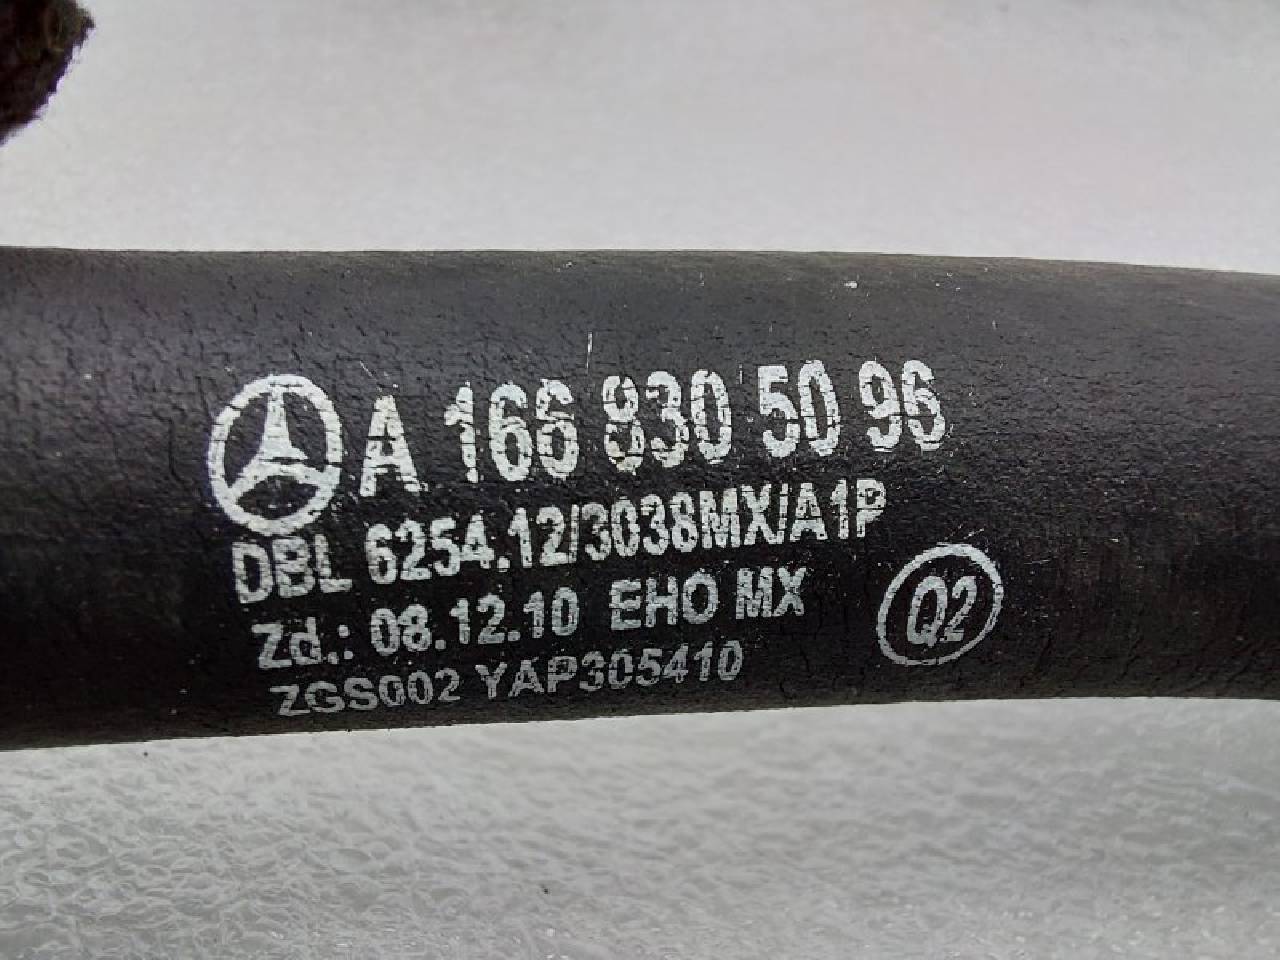 A 166 830 50 96
DBL 6254.12/3038MX/A1P
Zd.: 08.12.10 EHO MX
Q2
ZGS002 YAP305410